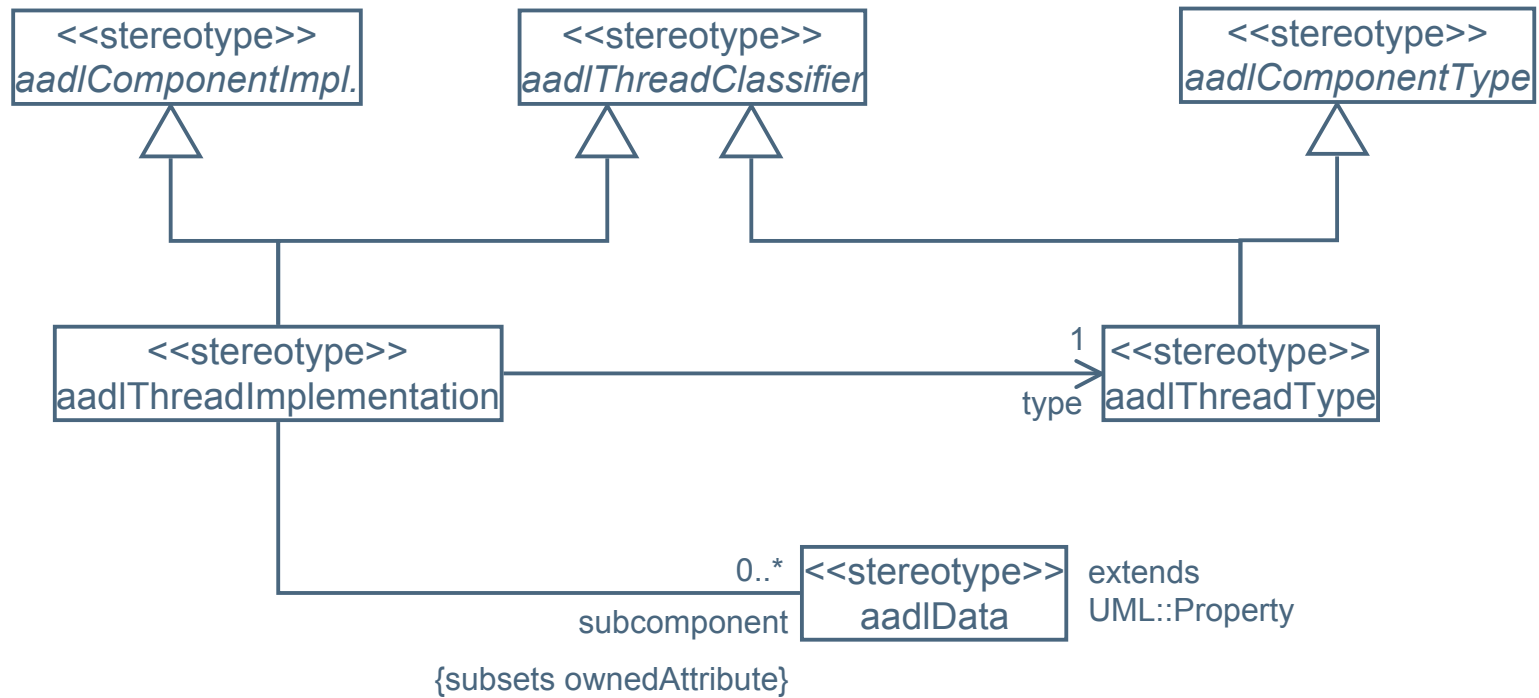 <<stereotype>>
aadlComponentImpl.
<<stereotype>>
aadlThreadClassifier
<<stereotype>>
aadlComponentType
<<stereotype>>
aadlThreadImplementation
1
type
<<stereotype>>
aadlThreadType
0..*
subcomponent
{subsets ownedAttribute}
<<stereotype>>
aadlData
extends
UML::Property